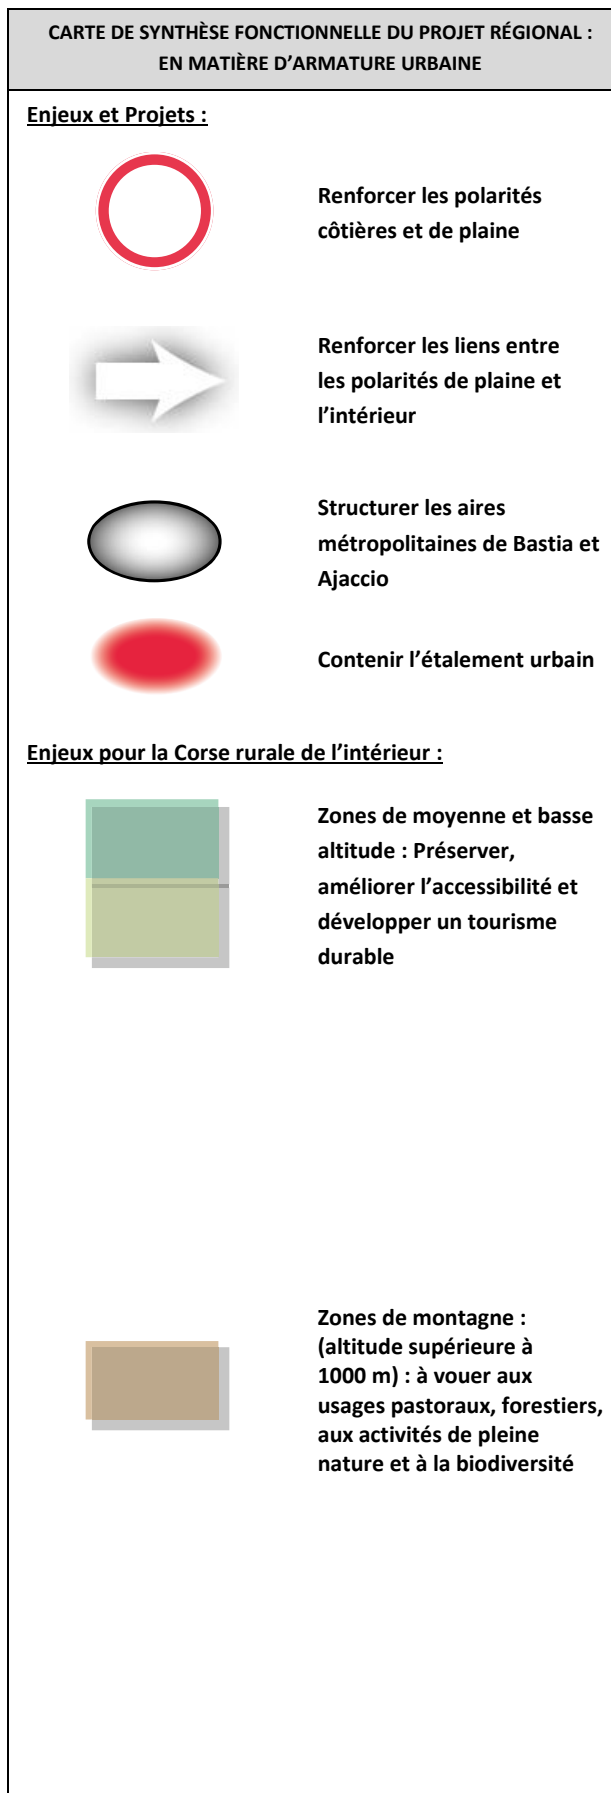 CARTE DE SYNTHÈSE FONCTIONNELLE DU PROJET RÉGIONAL :
EN MATIÈRE D’ARMATURE URBAINE
Enjeux et Projets :
Renforcer les polarités
côtières et de plaine
Renforcer les liens entre
les polarités de plaine et
l’intérieur
Structurer les aires
métropolitaines de Bastia et
Ajaccio
Contenir l’étalement urbain
Enjeux pour la Corse rurale de l’intérieur :
Zones de moyenne et basse
altitude : Préserver,
améliorer l’accessibilité et
développer un tourisme
durable
Zones de montagne :
(altitude supérieure à
1000 m) : à vouer aux
usages pastoraux, forestiers,
aux activités de pleine
nature et à la biodiversité